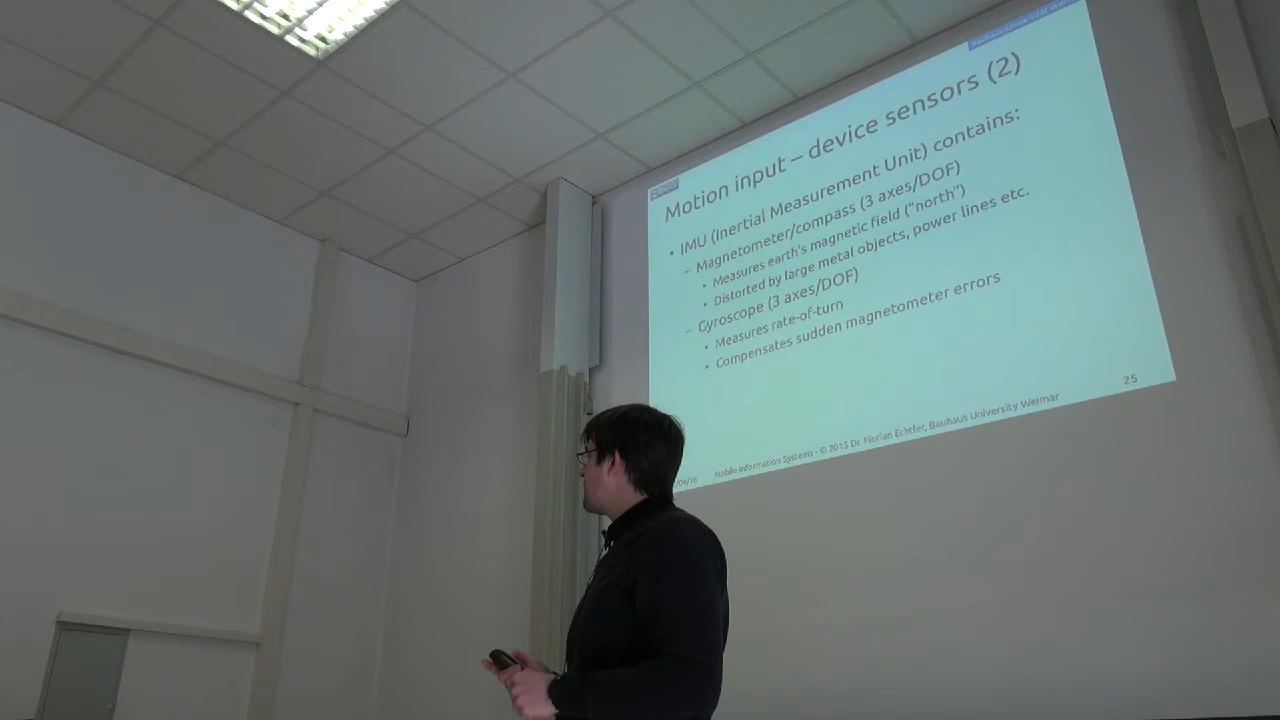 Motion input – device sensors (2)
• IMU (Inertial Measurement Unit) contains:
– Magnetometer/compass (3 axes/DOF)
• Measures earth's magnetic field ("north")
• Distorted by large metal objects, power lines etc.
– Gyroscope (3 axes/DOF)
• Measures rate-of-turn
• Compensates sudden magnetometer errors
/04/16
Mobile Information Systems - © 2015 Dr. Florian Echtler, Bauhaus University Weimar
25